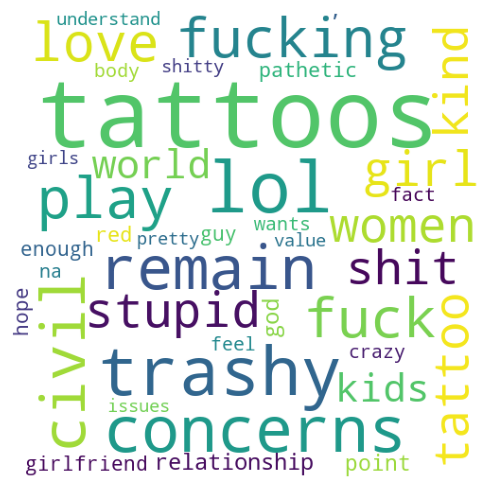 understand
,
love
fucking
kind
body
shitty
pathetic
tattoos
girls
world
lol
girl
fact
play
women
red
pretty
guy
wants
value
enough
na
remain
shit
civil
stupid
god
fuck
tattoo
hope
feel
crazy
trashy
kids
issues
concerns
girlfriend
relationship
point